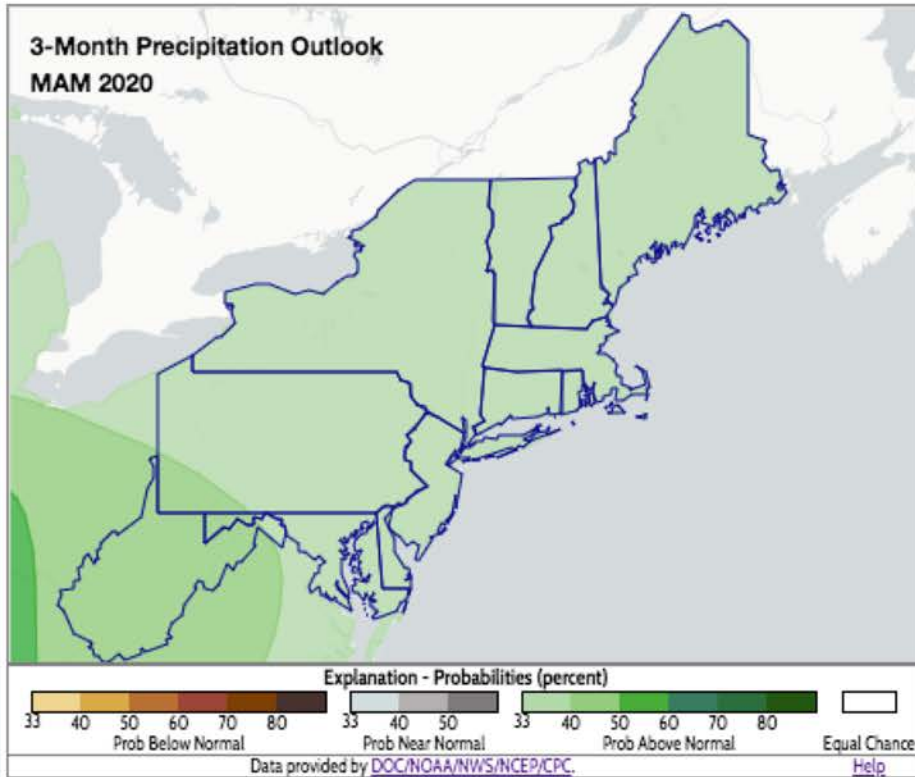 3-Month Precipitation Outlook
MAM 2020
Explanation - Probabilities (percent)
33 40 50 60 70 80 33 40 50 33 40 50 60 70 80
Prob Below Normal Prob Near Normal Prob Above Normal Equal Chance
Data provided by DOC/NOAA/NWS/NCEP/CPC. Help